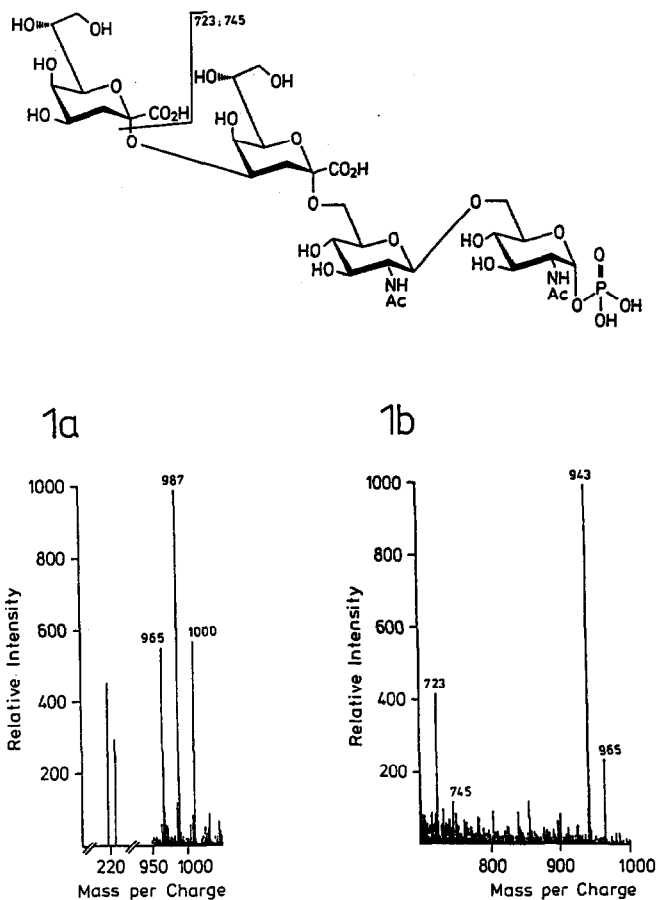 723; 745
HO
OH
HO
O
HO
CO₂H
O
HO
OH
HO
O
CO₂H
O
O
HO
O
HO
NH
Ac
HO
O
HO
NH
Ac
O
O
P
OH
OH
1a
1b
Relative Intensity
1000
800
600
400
200
987
965
1000
220
950
1000
Mass per Charge
Relative Intensity
1000
800
600
400
200
943
723
745
965
800
900
1000
Mass per Charge